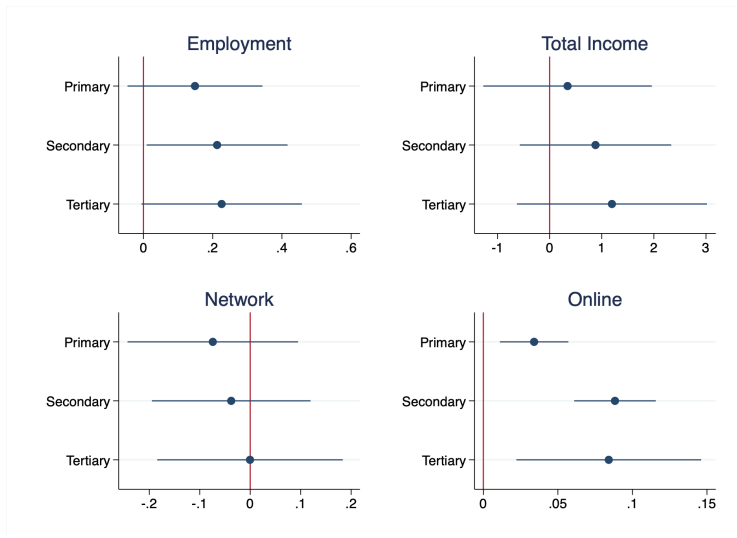 Employment
Primary
Secondary
Tertiary
0 .2 .4 .6
Total Income
Primary
Secondary
Tertiary
-1 0 1 2 3
Network
Primary
Secondary
Tertiary
-.2 -.1 0 .1 .2
Online
Primary
Secondary
Tertiary
0 .05 .1 .15